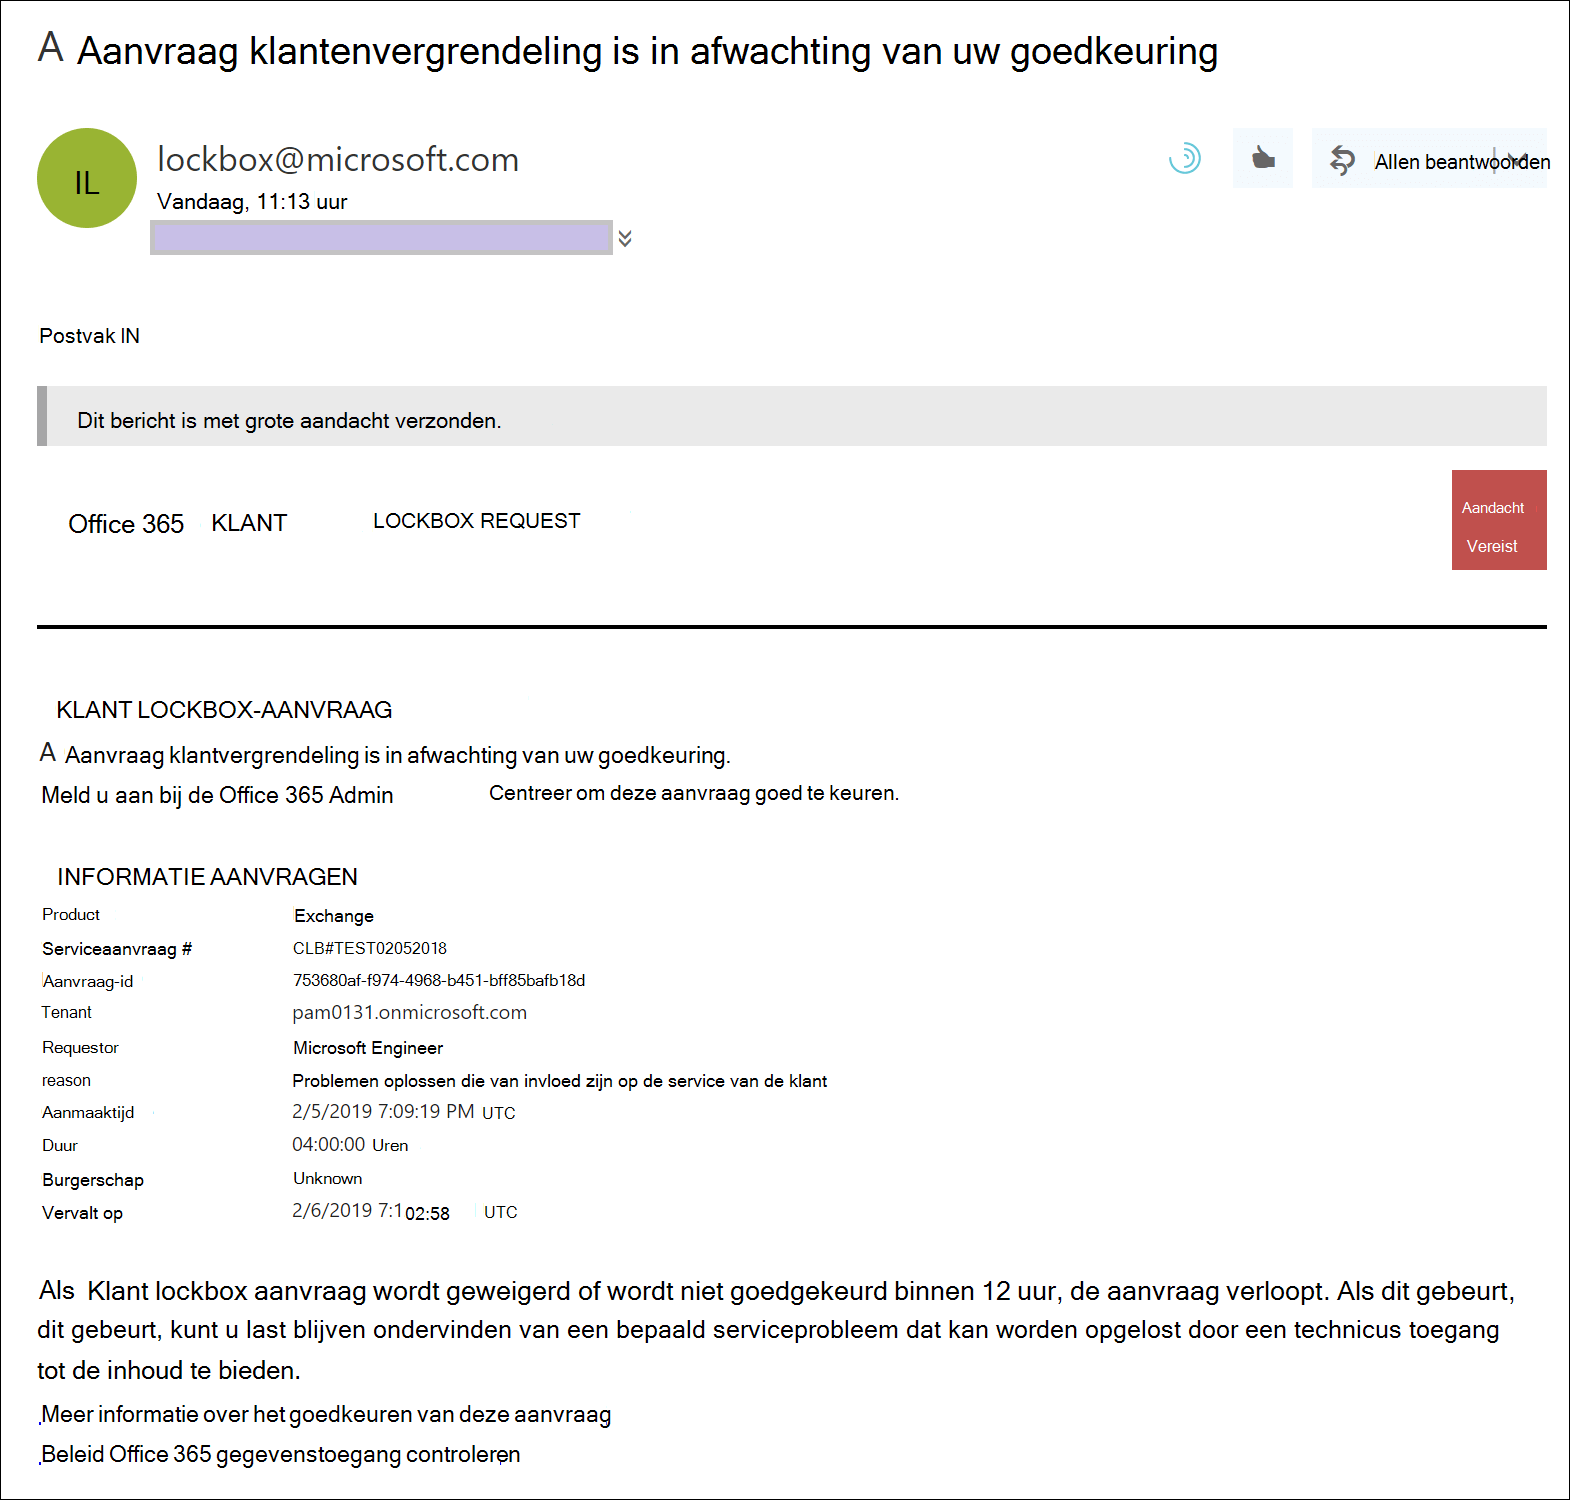 A Aanvraag klantenvergrendeling is in afwachting van uw goedkeuring
IL
lockbox@microsoft.com
Vandaag, 11:13 uur
Allen beantwoorden
Postvak IN
Dit bericht is met grote aandacht verzonden.
Office 365 KLANT LOCKBOX REQUEST
Aandacht
Vereist
KLANT LOCKBOX-AANVRAAG
A Aanvraag klantvergrendeling is in afwachting van uw goedkeuring.
Meld u aan bij de Office 365 Admin Centreer om deze aanvraag goed te keuren.
INFORMATIE AANVRAGEN
Product Exchange
Serviceaanvraag # CLB#TEST02052018
Aanvraag-id 753680af-f974-4968-b451-bff85bafb18d
Tenant pam0131.onmicrosoft.com
Requestor Microsoft Engineer
reason Problemen oplossen die van invloed zijn op de service van de klant
Aanmaaktijd 2/5/2019 7:09:19 PM UTC
Duur 04:00:00 Uren
Burgerschap Unknown
Vervalt op 2/6/2019 7:1 02:58 UTC
Als Klant lockbox aanvraag wordt geweigerd of wordt niet goedgekeurd binnen 12 uur, de aanvraag verloopt. Als dit gebeurt,
dit gebeurt, kunt u last blijven ondervinden van een bepaald serviceprobleem dat kan worden opgelost door een technicus toegang
tot de inhoud te bieden.
Meer informatie over het goedkeuren van deze aanvraag
Beleid Office 365 gegevenstoegang controleren